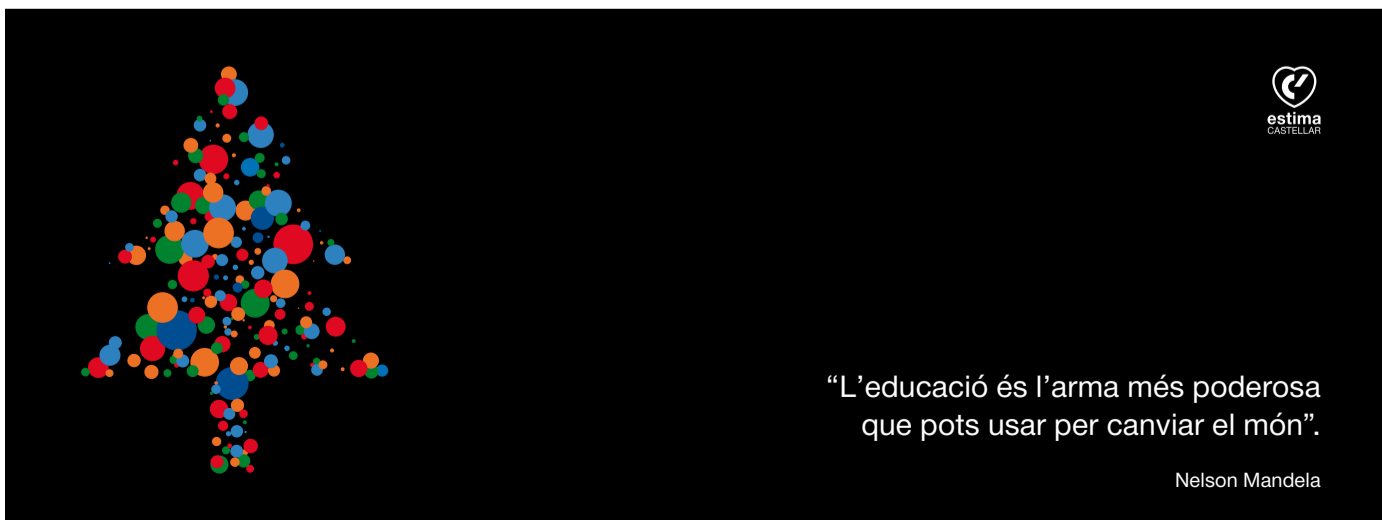 estima
CASTELLAR
“L’educació és l’arma més poderosa
que pots usar per canviar el món”.
Nelson Mandela